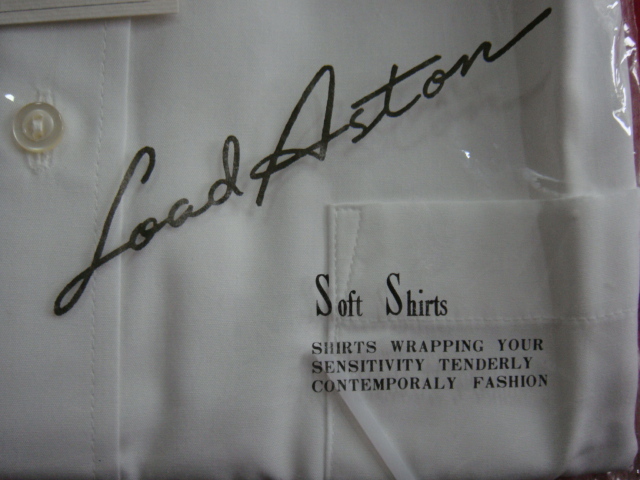 Load Aston
Soft Shirts
SHIRTS WRAPPING YOUR
SENSITIVITY TENDERLY
CONTEMPORALY FASHION